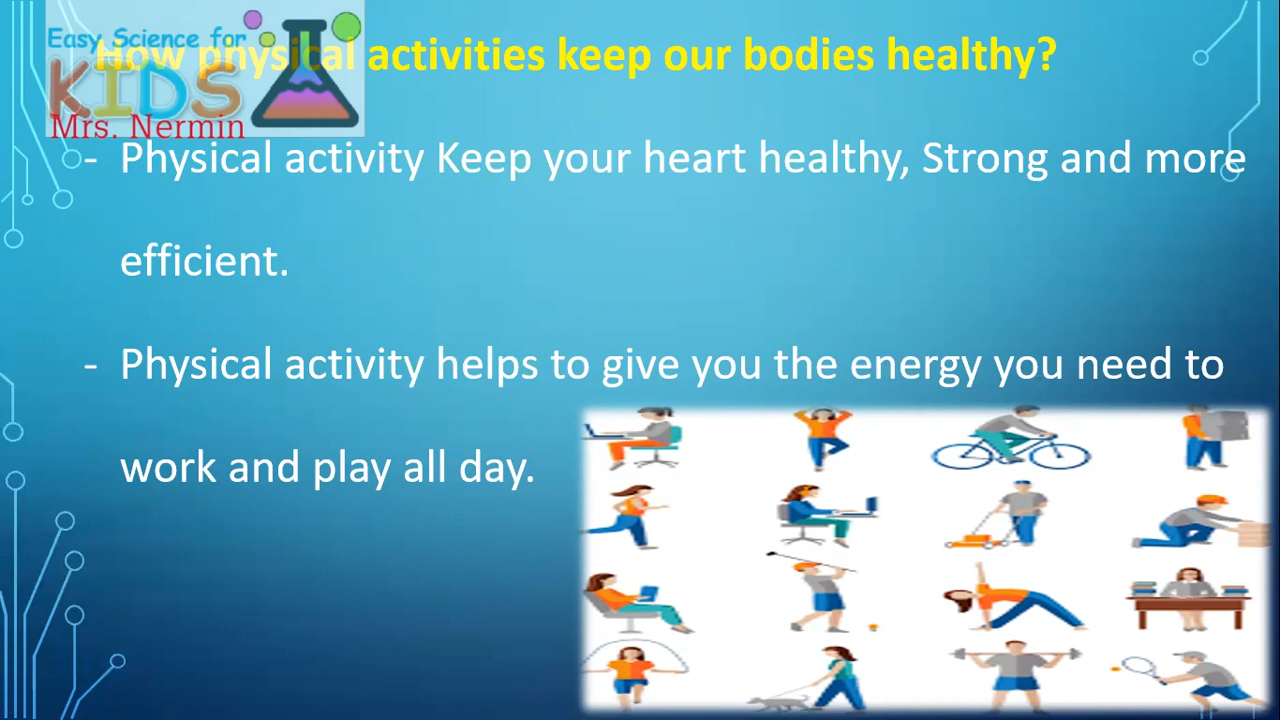 Easy Science for
KIDS
Mrs. Nermin
How physical activities keep our bodies healthy?
- Physical activity Keep your heart healthy, Strong and more
efficient.
- Physical activity helps to give you the energy you need to
work and play all day.